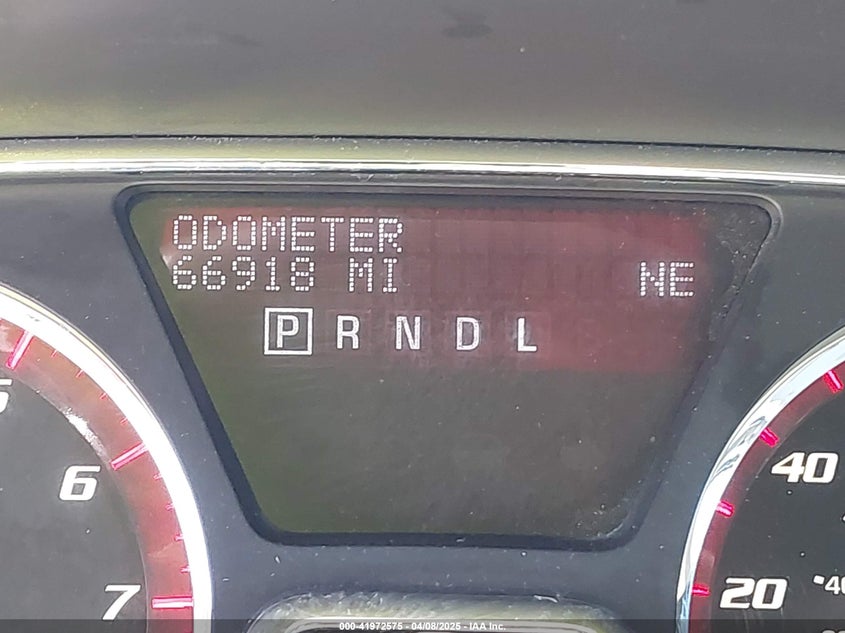 ODOMETER
66918 MI NE
P R N D L
6
7
40
20
000-41972575 - 04/08/2025 - IAA Inc.